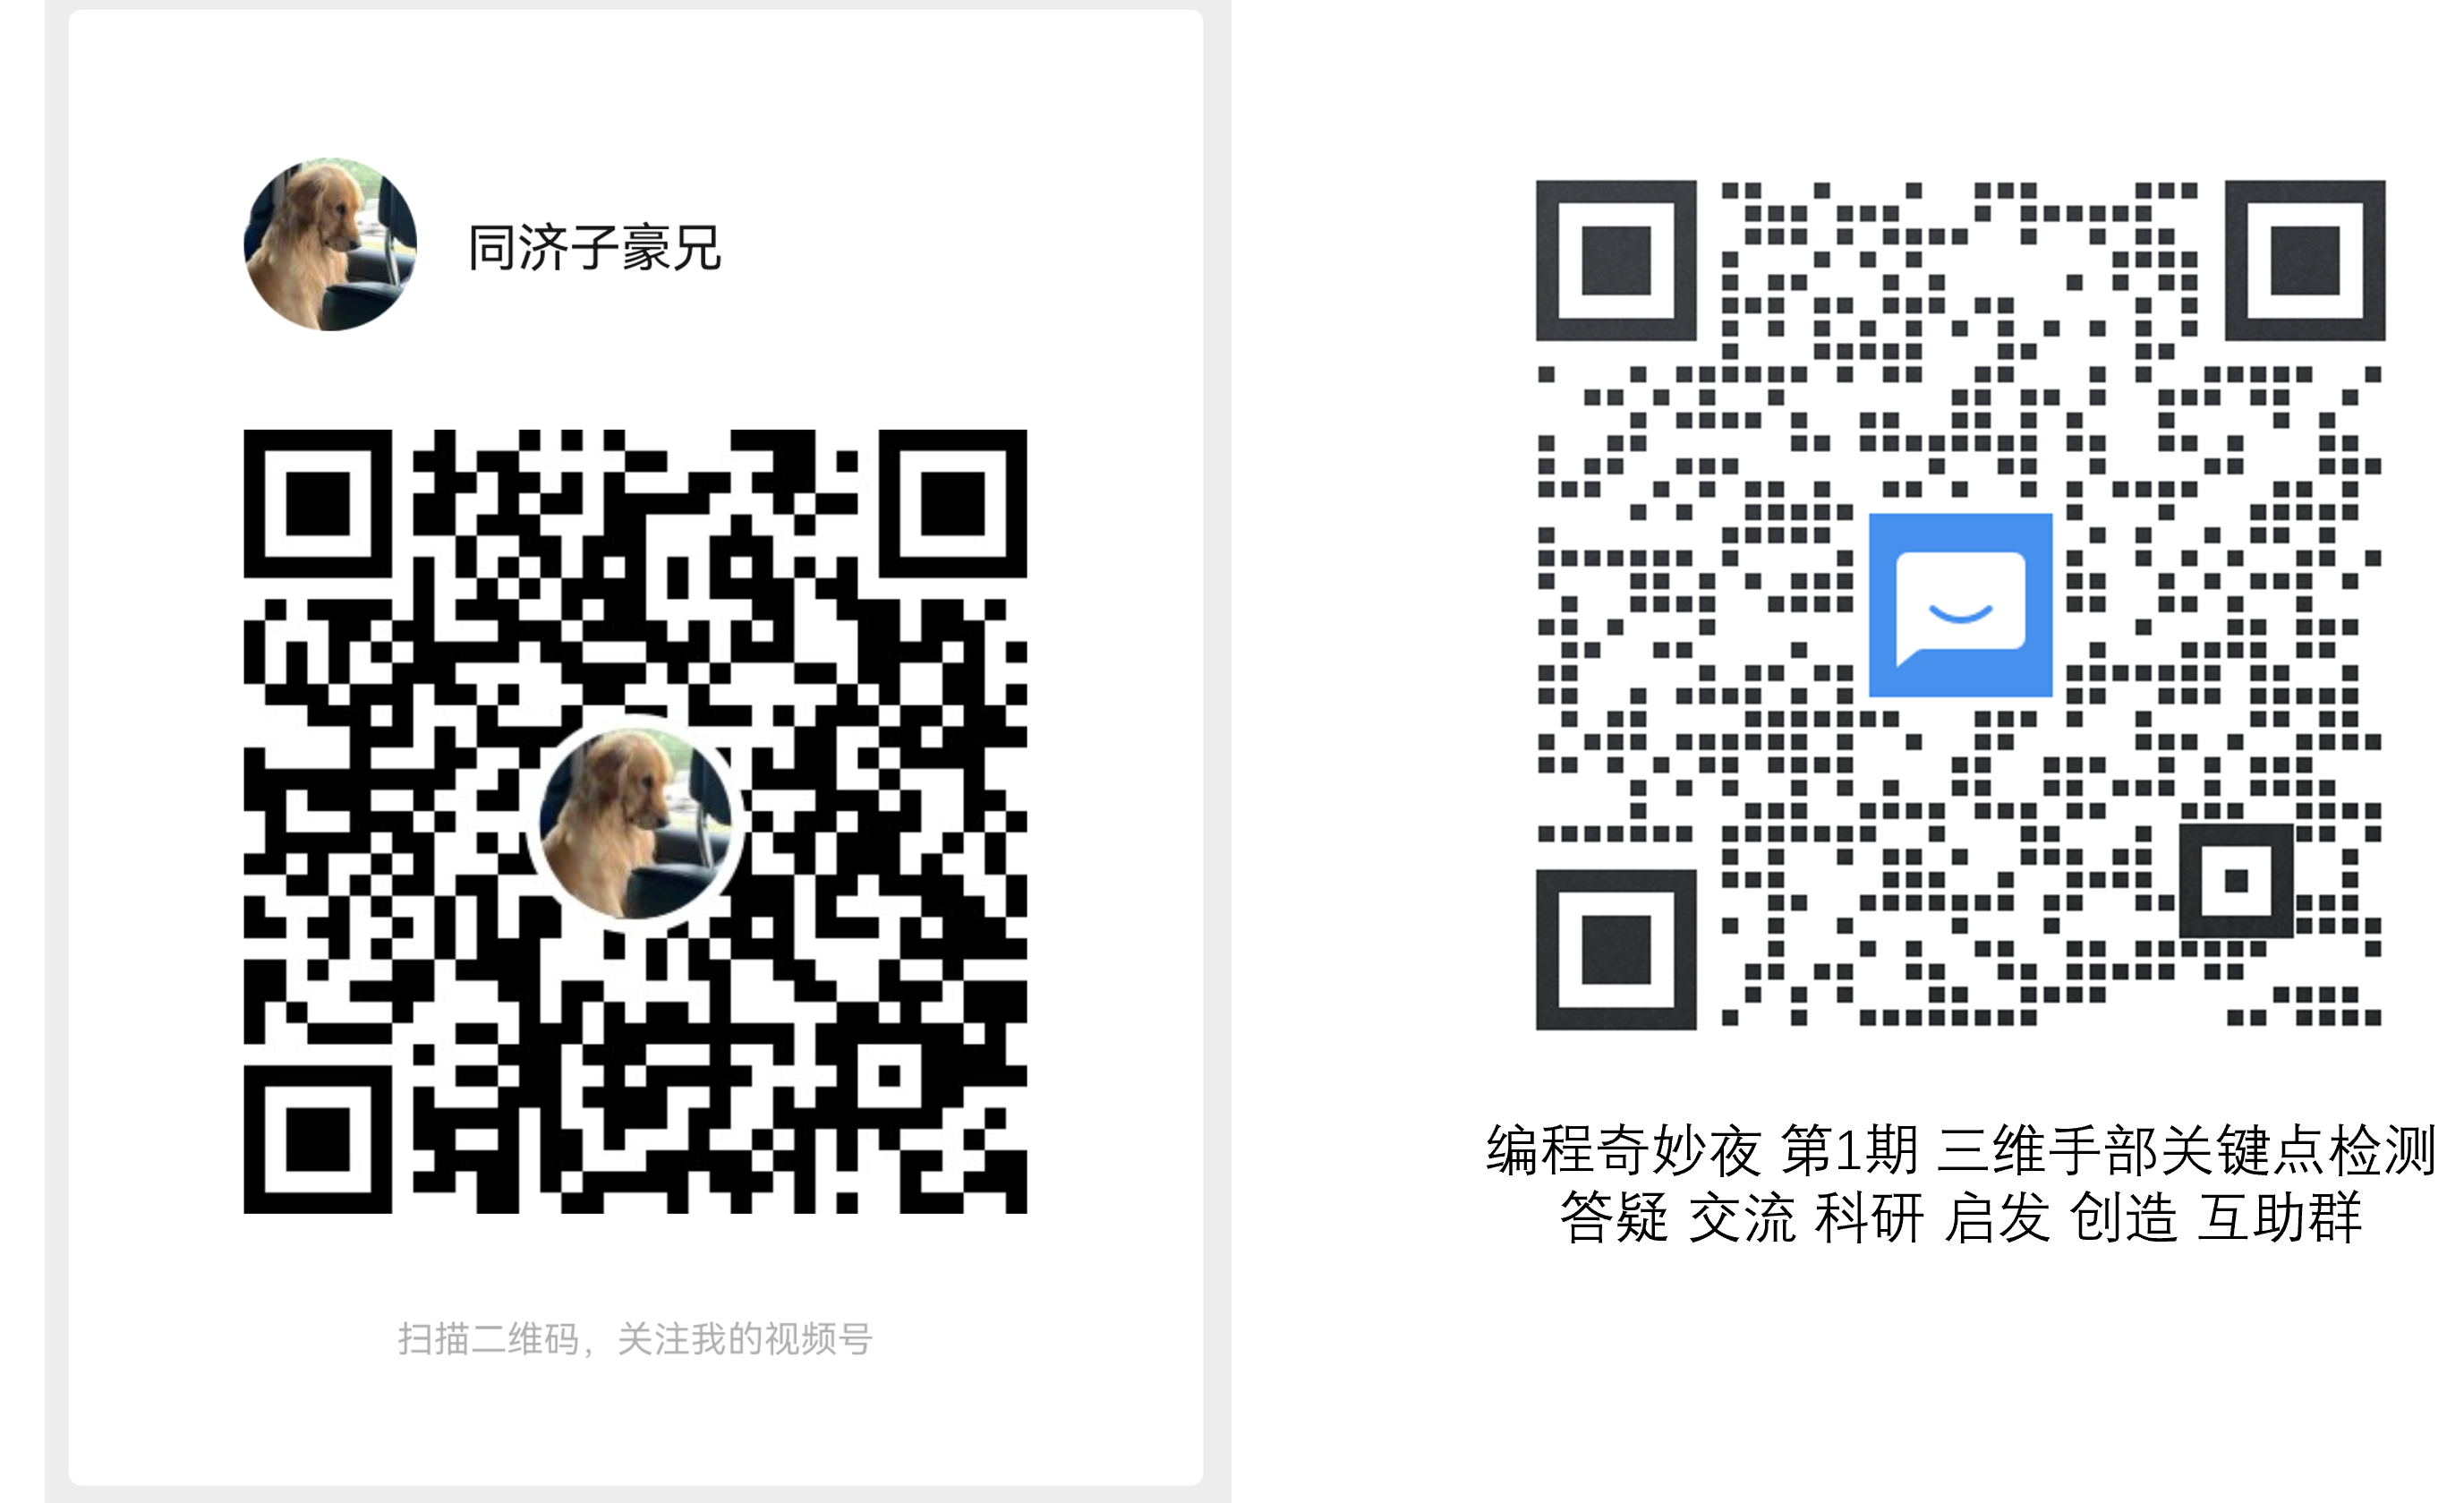 同济子豪兄
扫描二维码，关注我的视频号
编程奇妙夜 第1期 三维手部关键点检测
答疑 交流 科研 启发 创造 互助群